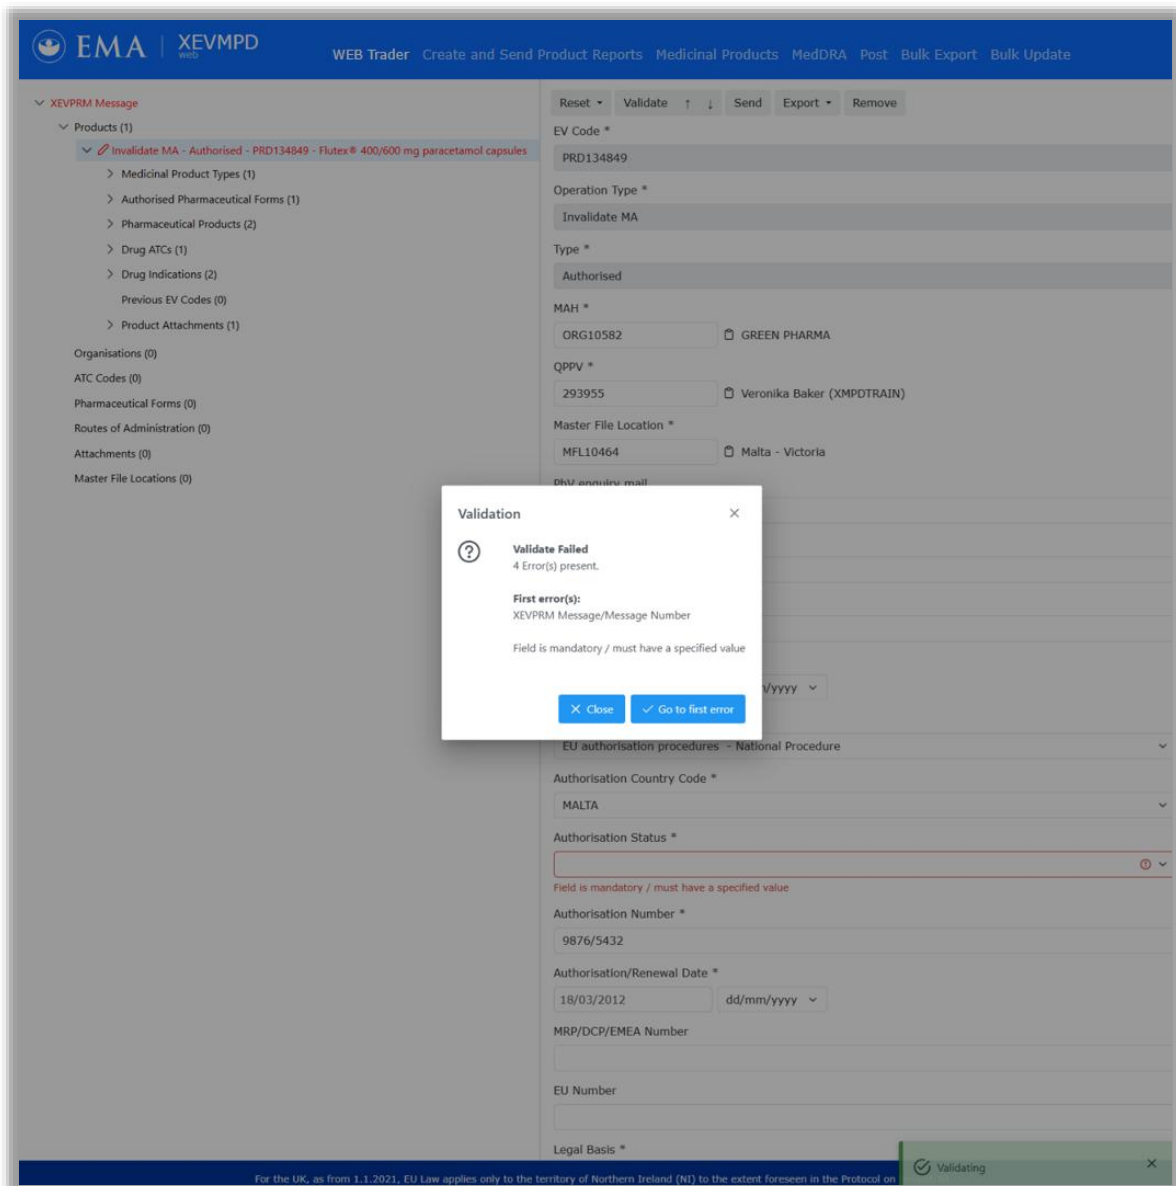 EMA | XEVMPD
web
WEB Trader Create and Send Product Reports Medicinal Products MedDRA Post Bulk Export Bulk Update
XEVPRM Message
Products (1)
Invalidate MA - Authorised - PRD134849 - Flutex® 400/600 mg paracetamol capsules
Medicinal Product Types (1)
Authorised Pharmaceutical Forms (1)
Pharmaceutical Products (2)
Drug ATCs (1)
Drug Indications (2)
Previous EV Codes (0)
Product Attachments (1)
Organisations (0)
ATC Codes (0)
Pharmaceutical Forms (0)
Routes of Administration (0)
Attachments (0)
Master File Locations (0)
Reset Validate ↑ ↓ Send Export Remove
EV Code *
PRD134849
Operation Type *
Invalidate MA
Type *
Authorised
MAH *
ORG10582 GREEN PHARMA
QPPV *
293955 Veronika Baker (XMPDTRAIN)
Master File Location *
MFL10464 Malta - Victoria
PhV enquiry mail
Validation
Validate Failed
4 Error(s) present.
First error(s):
XEVPRM Message/Message Number
Field is mandatory / must have a specified value
Close Go to first error
/yyyy
EU authorisation procedures - National Procedure
Authorisation Country Code *
MALTA
Authorisation Status *
Field is mandatory / must have a specified value
Authorisation Number *
9876/5432
Authorisation/Renewal Date *
18/03/2012 dd/mm/yyyy
MRP/DCP/EMEA Number
EU Number
Legal Basis *
Validating
For the UK, as from 1.1.2021, EU Law applies only to the territory of Northern Ireland (NI) to the extent foreseen in the Protocol on